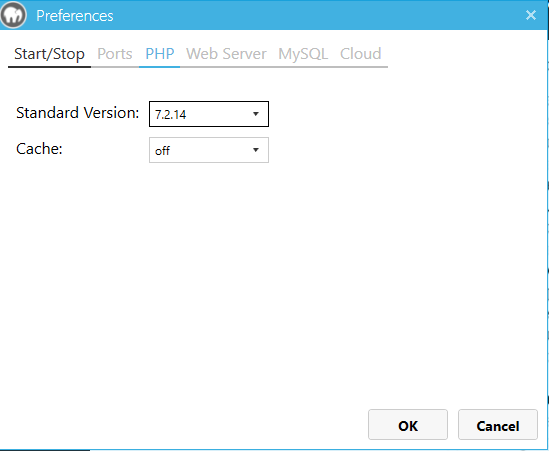 Preferences
Start/Stop Ports PHP Web Server MySQL Cloud
Standard Version: 7.2.14
Cache: off
OK Cancel